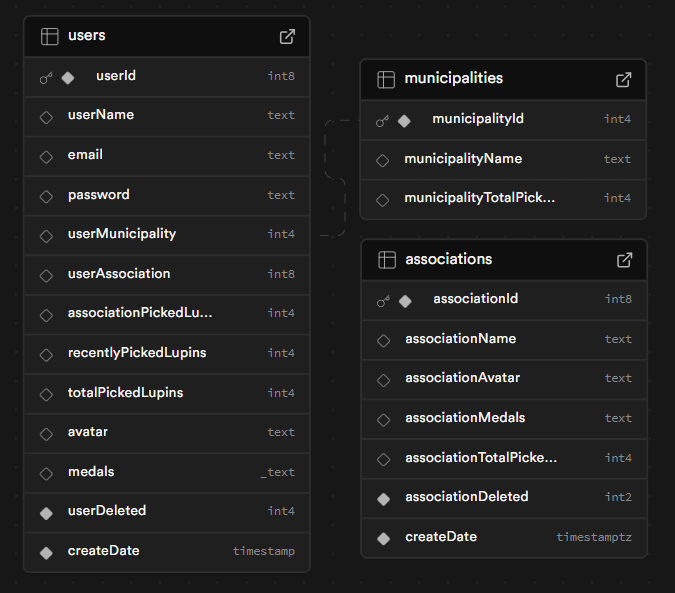 users
userId int8
userName text
email text
password text
userMunicipality int4
userAssociation int8
associationPickedLu... int4
recentlyPickedLupins int4
totalPickedLupins int4
avatar text
medals _text
userDeleted int4
createDate timestamp
municipalities
municipalityId int4
municipalityName text
municipalityTotalPick... int4
associations
associationId int8
associationName text
associationAvatar text
associationMedals text
associationTotalPicke... int4
associationDeleted int2
createDate timestamptz